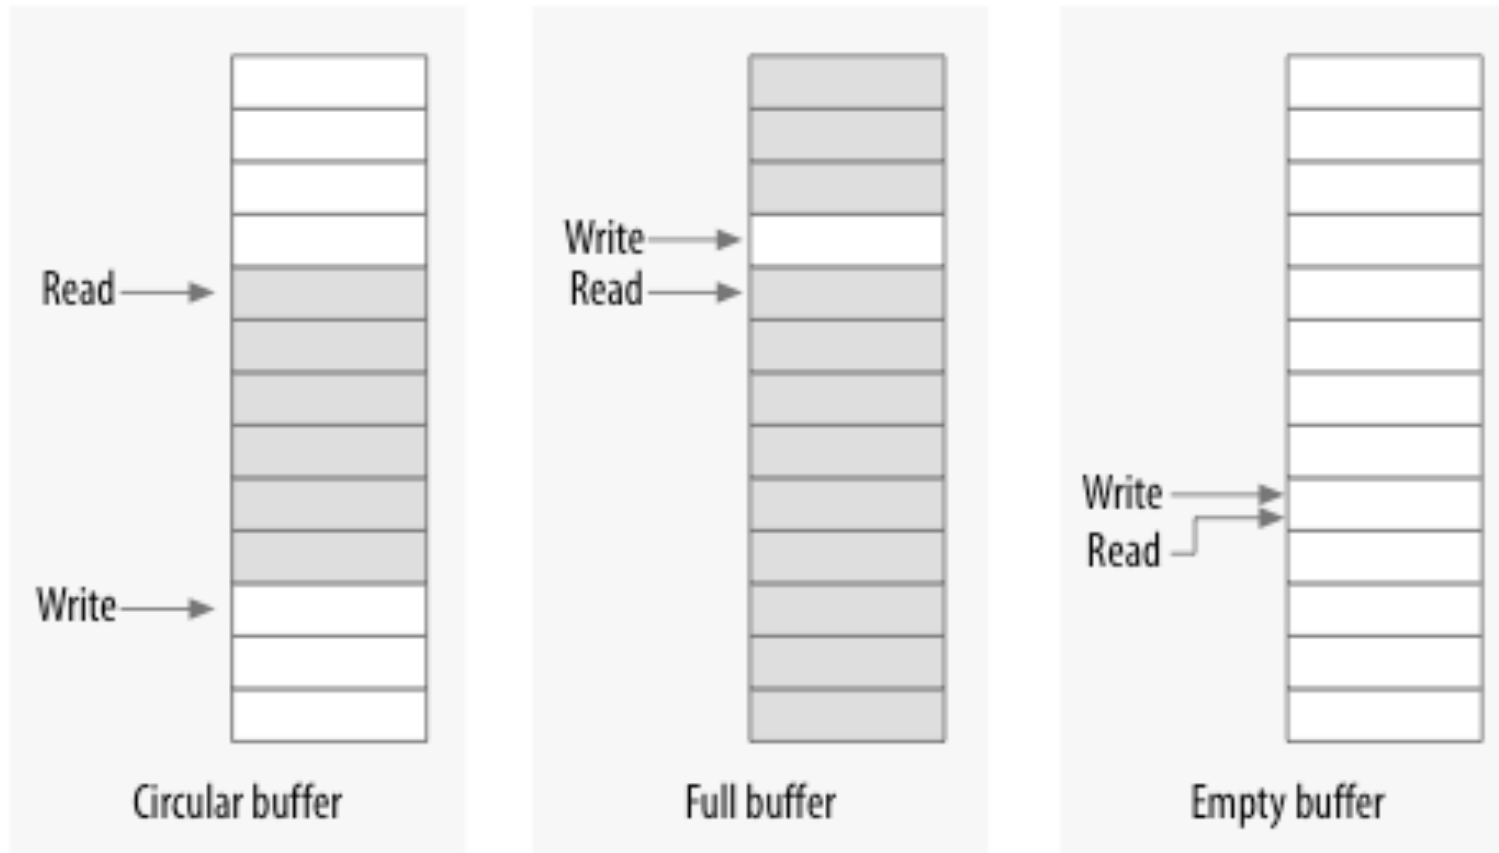 Read
Write
Circular buffer
Write
Read
Full buffer
Write
Read
Empty buffer